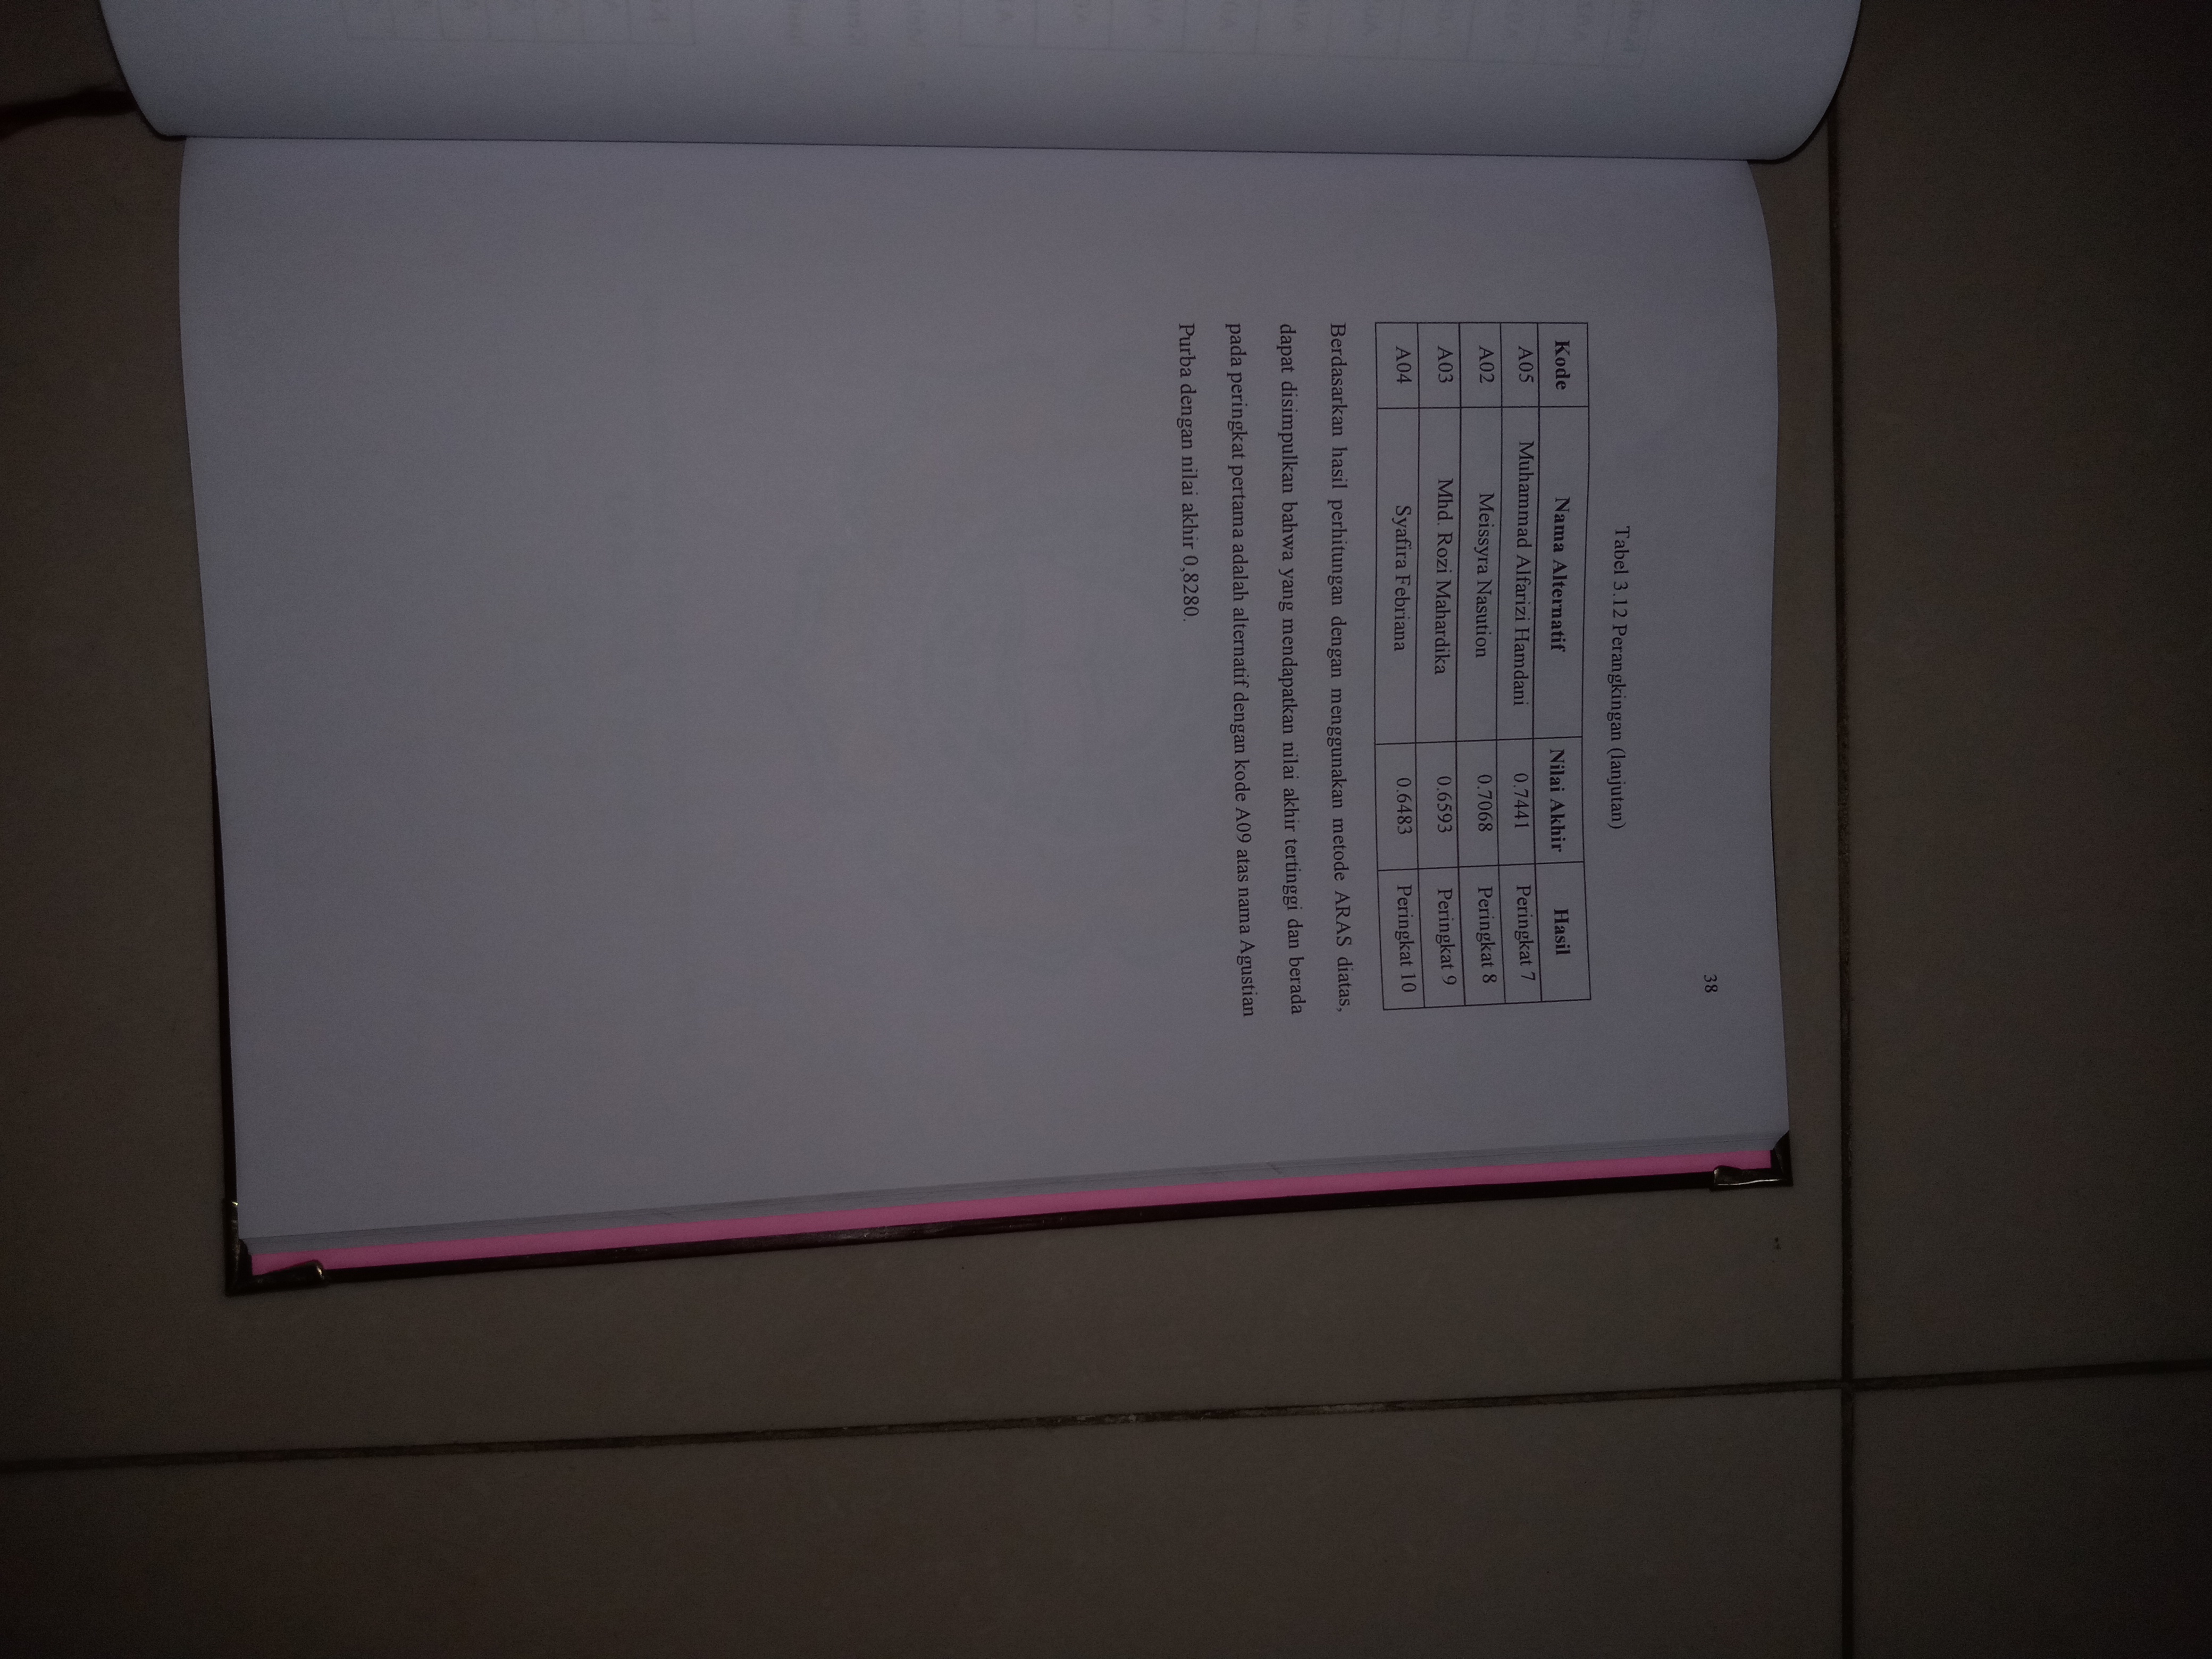 38
Tabel 3.12 Perangkingan (lanjutan)
Kode Nama Alternatif Nilai Akhir Hasil
A05 Muhammad Alfarizi Hamdani 0.7441 Peringkat 7
A02 Meissyra Nasution 0.7068 Peringkat 8
A03 Mhd. Rozi Mahardika 0.6593 Peringkat 9
A04 Syafira Febriana 0.6483 Peringkat 10
Berdasarkan hasil perhitungan dengan menggunakan metode ARAS diatas,
dapat disimpulkan bahwa yang mendapatkan nilai akhir tertinggi dan berada
pada peringkat pertama adalah alternatif dengan kode A09 atas nama Agustian
Purba dengan nilai akhir 0,8280.